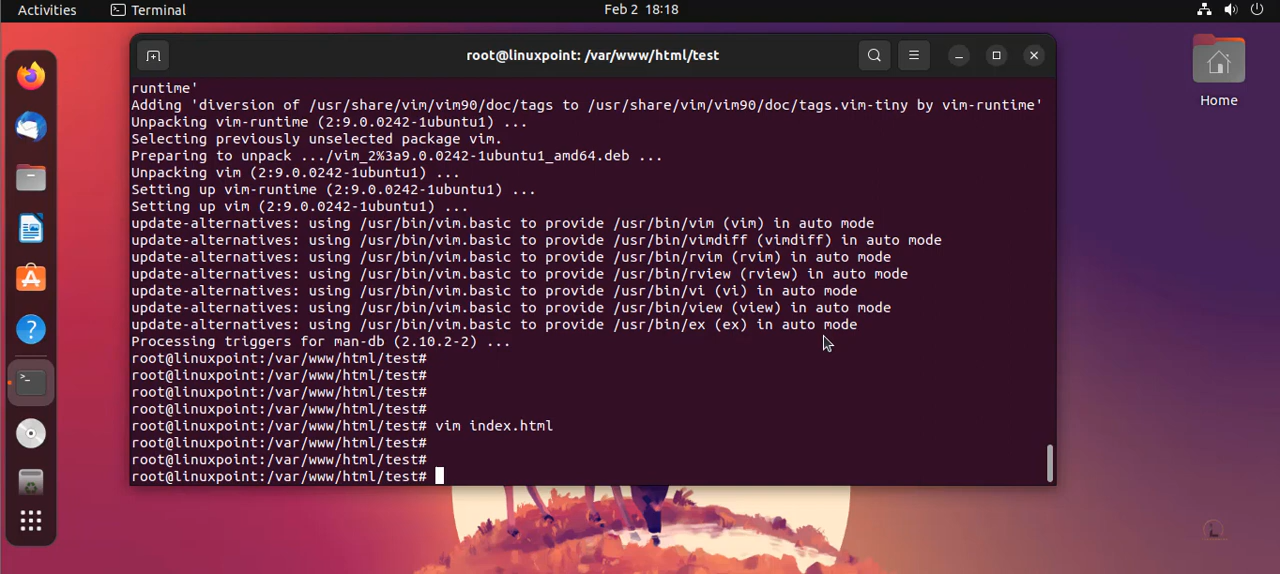 Activities
Terminal
Feb 2 18:18
root@linuxpoint: /var/www/html/test
runtime'
Adding 'diversion of /usr/share/vim/vim90/doc/tags to /usr/share/vim/vim90/doc/tags.vim-tiny by vim-runtime'
Unpacking vim-runtime (2:9.0.0242-1ubuntu1) ...
Selecting previously unselected package vim.
Preparing to unpack .../vim_2%3a9.0.0242-1ubuntu1_amd64.deb ...
Unpacking vim (2:9.0.0242-1ubuntu1) ...
Setting up vim-runtime (2:9.0.0242-1ubuntu1) ...
Setting up vim (2:9.0.0242-1ubuntu1) ...
update-alternatives: using /usr/bin/vim.basic to provide /usr/bin/vim (vim) in auto mode
update-alternatives: using /usr/bin/vim.basic to provide /usr/bin/vimdiff (vimdiff) in auto mode
update-alternatives: using /usr/bin/vim.basic to provide /usr/bin/rvim (rvim) in auto mode
update-alternatives: using /usr/bin/vim.basic to provide /usr/bin/rview (rview) in auto mode
update-alternatives: using /usr/bin/vim.basic to provide /usr/bin/vi (vi) in auto mode
update-alternatives: using /usr/bin/vim.basic to provide /usr/bin/view (view) in auto mode
update-alternatives: using /usr/bin/vim.basic to provide /usr/bin/ex (ex) in auto mode
Processing triggers for man-db (2.10.2-2) ...
root@linuxpoint:/var/www/html/test#
root@linuxpoint:/var/www/html/test#
root@linuxpoint:/var/www/html/test#
root@linuxpoint:/var/www/html/test#
root@linuxpoint:/var/www/html/test# vim index.html
root@linuxpoint:/var/www/html/test#
root@linuxpoint:/var/www/html/test#
root@linuxpoint:/var/www/html/test#
Home